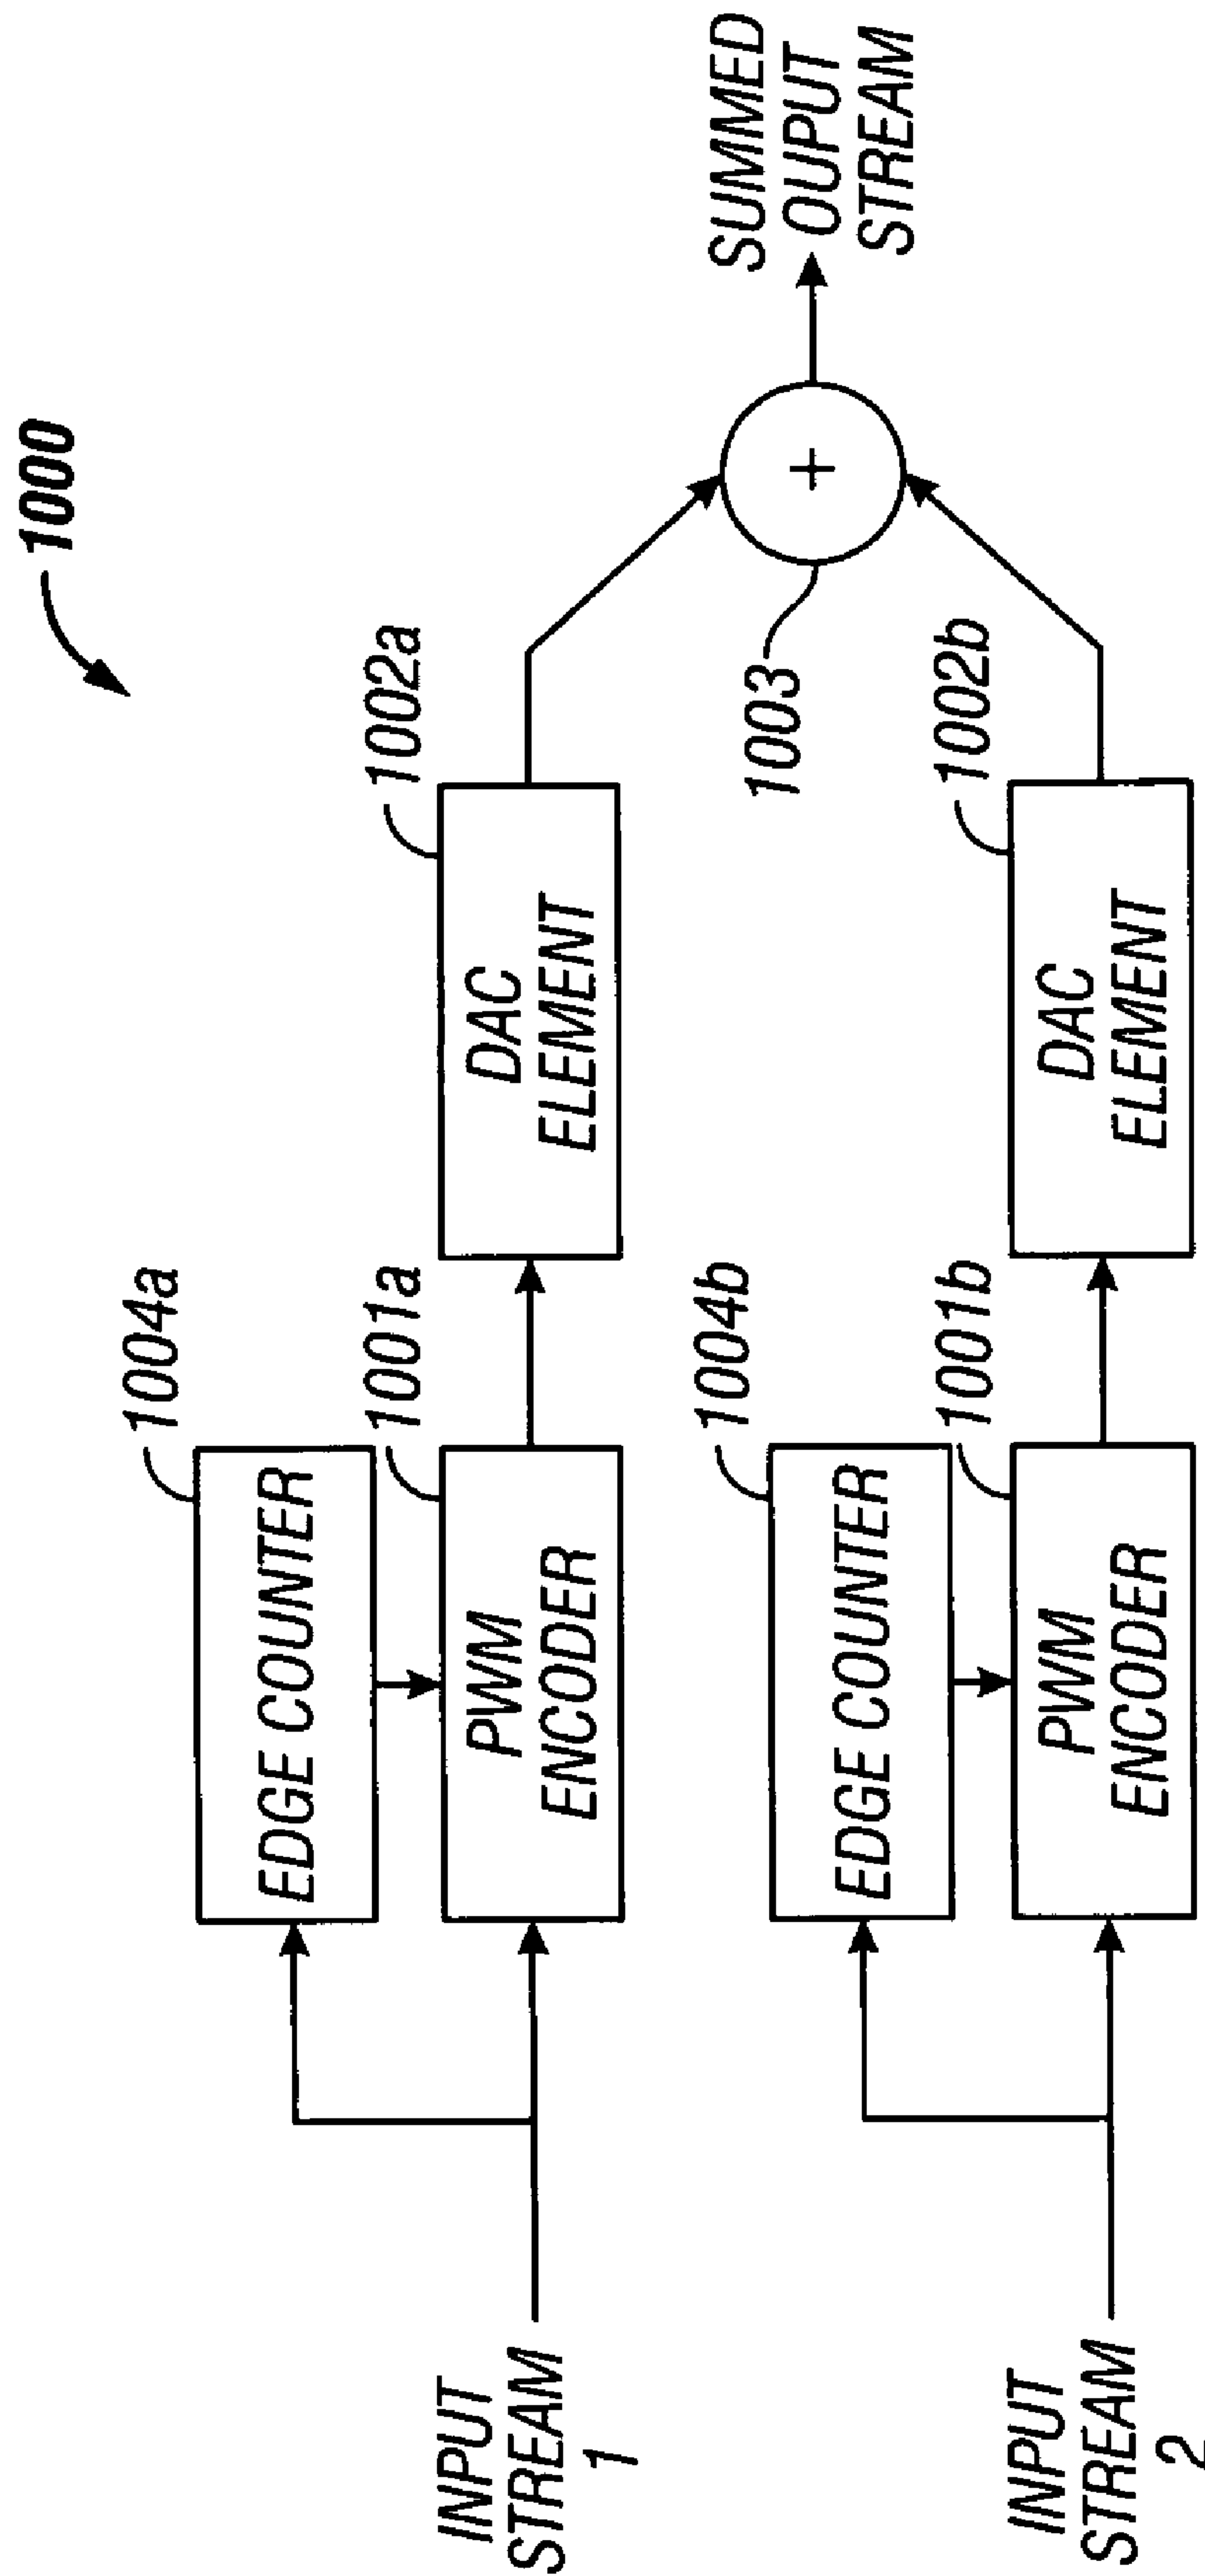 1000
1004a
EDGE COUNTER
1001a
PWM
ENCODER
1002a
DAC
ELEMENT
INPUT
STREAM
1
SUMMED
OUPUT
STREAM
+
1003
1004b
EDGE COUNTER
1001b
PWM
ENCODER
1002b
DAC
ELEMENT
INPUT
STREAM
2